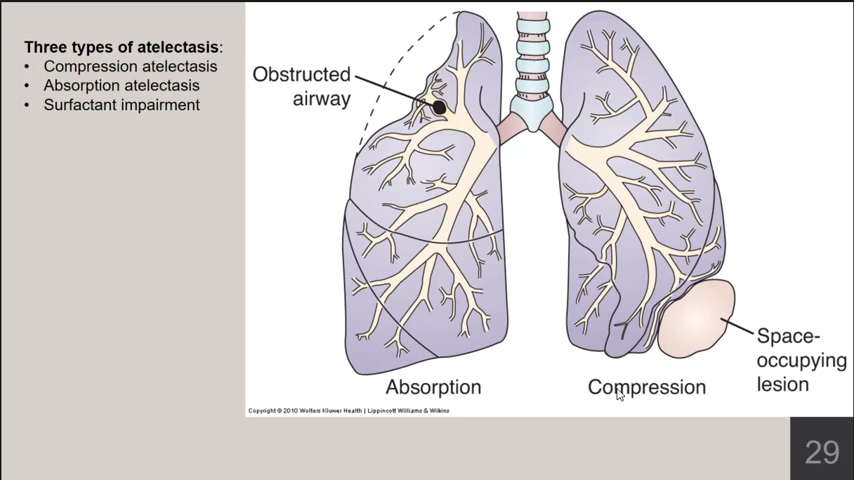 Three types of atelectasis:
• Compression atelectasis
• Absorption atelectasis
• Surfactant impairment
Obstructed
airway
Space-
occupying
lesion
Absorption
Compression
Copyright © 2010 Wolters Kluwer Health | Lippincott Williams & Wilkins
29